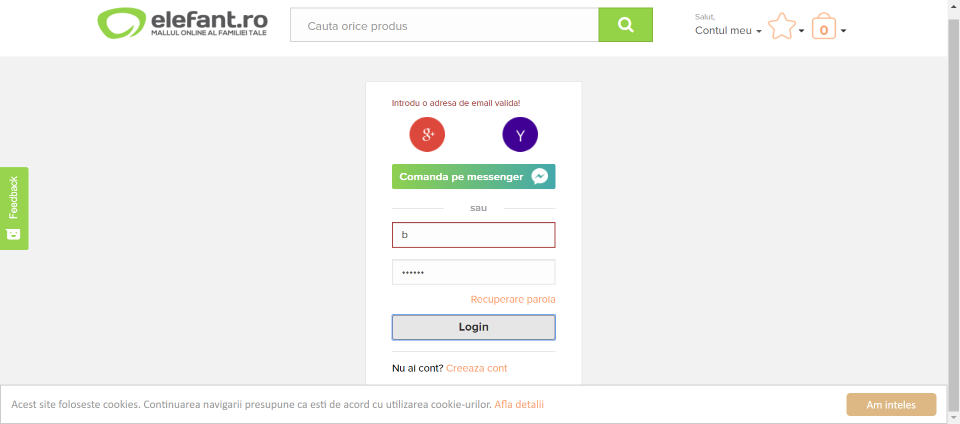 elefant.ro
MALLUL ONLINE AL FAMILIEI TALE
Cauta orice produs
Salut,
Contul meu
0
Introdu o adresa de email valida!
g+
Y
Comanda pe messenger
sau
b
••••••
Recuperare parola
Login
Nu ai cont? Creeaza cont
Feedback
Acest site foloseste cookies. Continuarea navigarii presupune ca esti de acord cu utilizarea cookie-urilor. Afla detalii
Am inteles